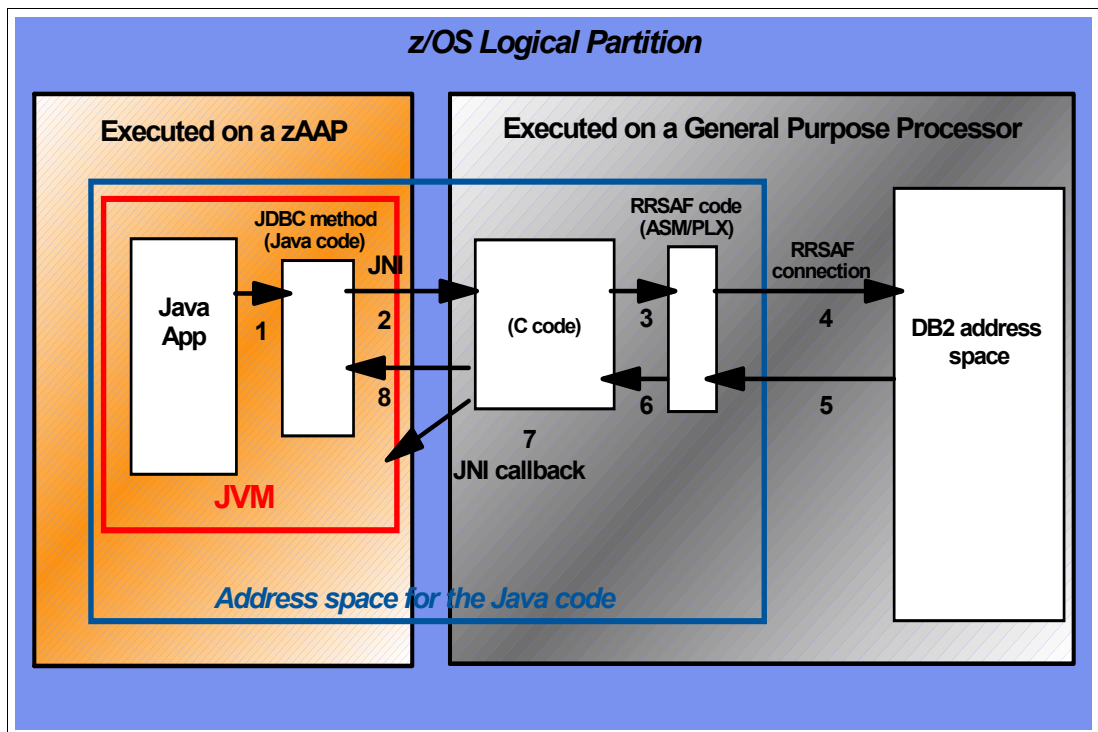 z/OS Logical Partition
Executed on a zAAP
Executed on a General Purpose Processor
JDBC method
(Java code)
JNI
RRSAF code
(ASM/PLX)
RRSAF
connection
Java
App
1
2
(C code)
3
4
DB2 address
space
8
6
5
7
JNI callback
JVM
Address space for the Java code